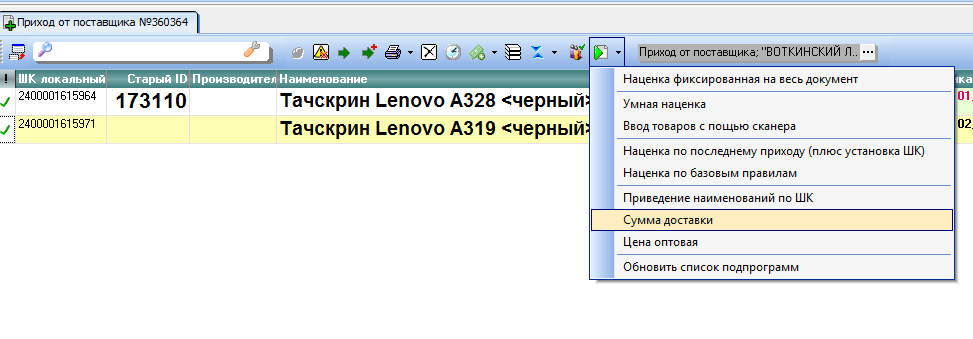 Приход от поставщика №360364
Приход от поставщика; "ВОТКИНСКИЙ Л.. ...
! ШК локальный Старый ID Производител Наименование
2400001615964 173110 Тачскрин Lenovo A328 <черный> 01,
2400001615971 Тачскрин Lenovo A319 <черный> 02,
Наценка фиксированная на весь документ
Умная наценка
Ввод товаров с пощью сканера
Наценка по последнему приходу (плюс установка ШК)
Наценка по базовым правилам
Приведение наименований по ШК
Сумма доставки
Цена оптовая
Обновить список подпрограмм